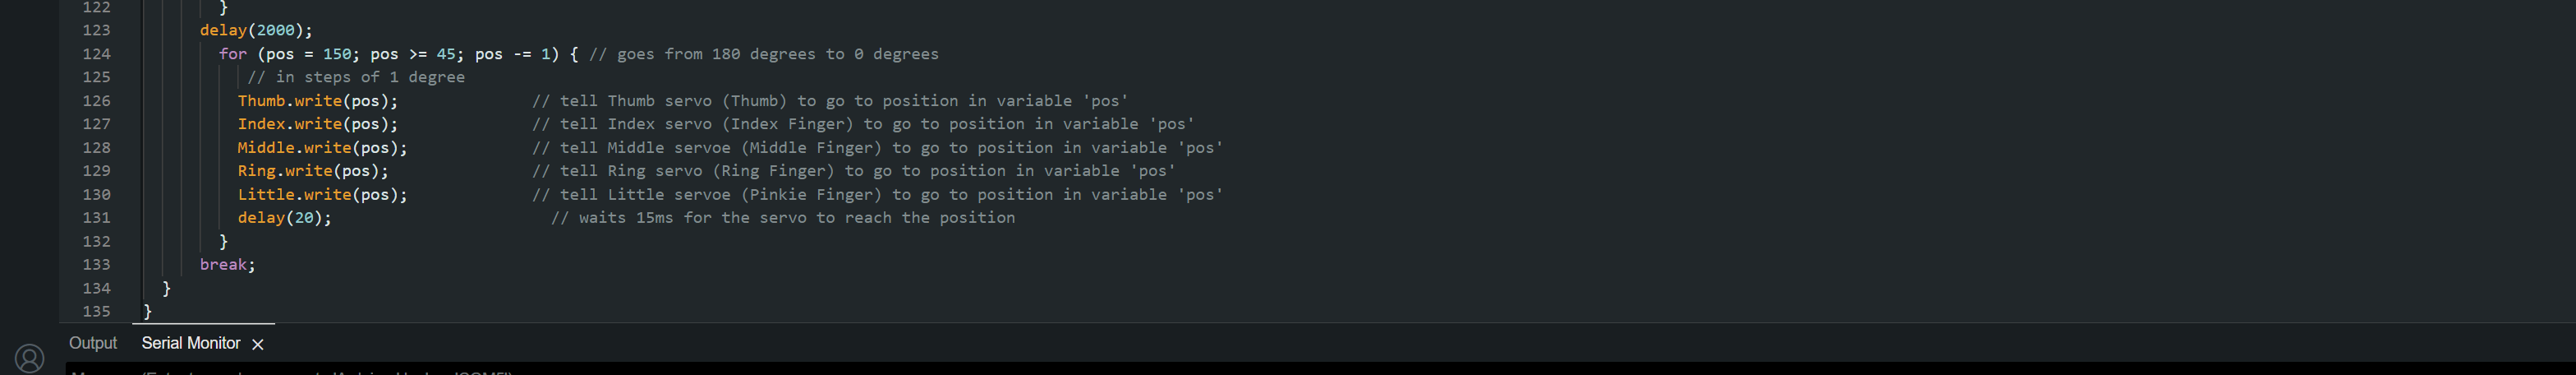 122 }
123 delay(2000);
124 for (pos = 150; pos >= 45; pos -= 1) { // goes from 180 degrees to 0 degrees
125 // in steps of 1 degree
126 Thumb.write(pos); // tell Thumb servo (Thumb) to go to position in variable 'pos'
127 Index.write(pos); // tell Index servo (Index Finger) to go to position in variable 'pos'
128 Middle.write(pos); // tell Middle servoe (Middle Finger) to go to position in variable 'pos'
129 Ring.write(pos); // tell Ring servo (Ring Finger) to go to position in variable 'pos'
130 Little.write(pos); // tell Little servoe (Pinkie Finger) to go to position in variable 'pos'
131 delay(20); // waits 15ms for the servo to reach the position
132 }
133 break;
134 }
135 }
Output Serial Monitor ×